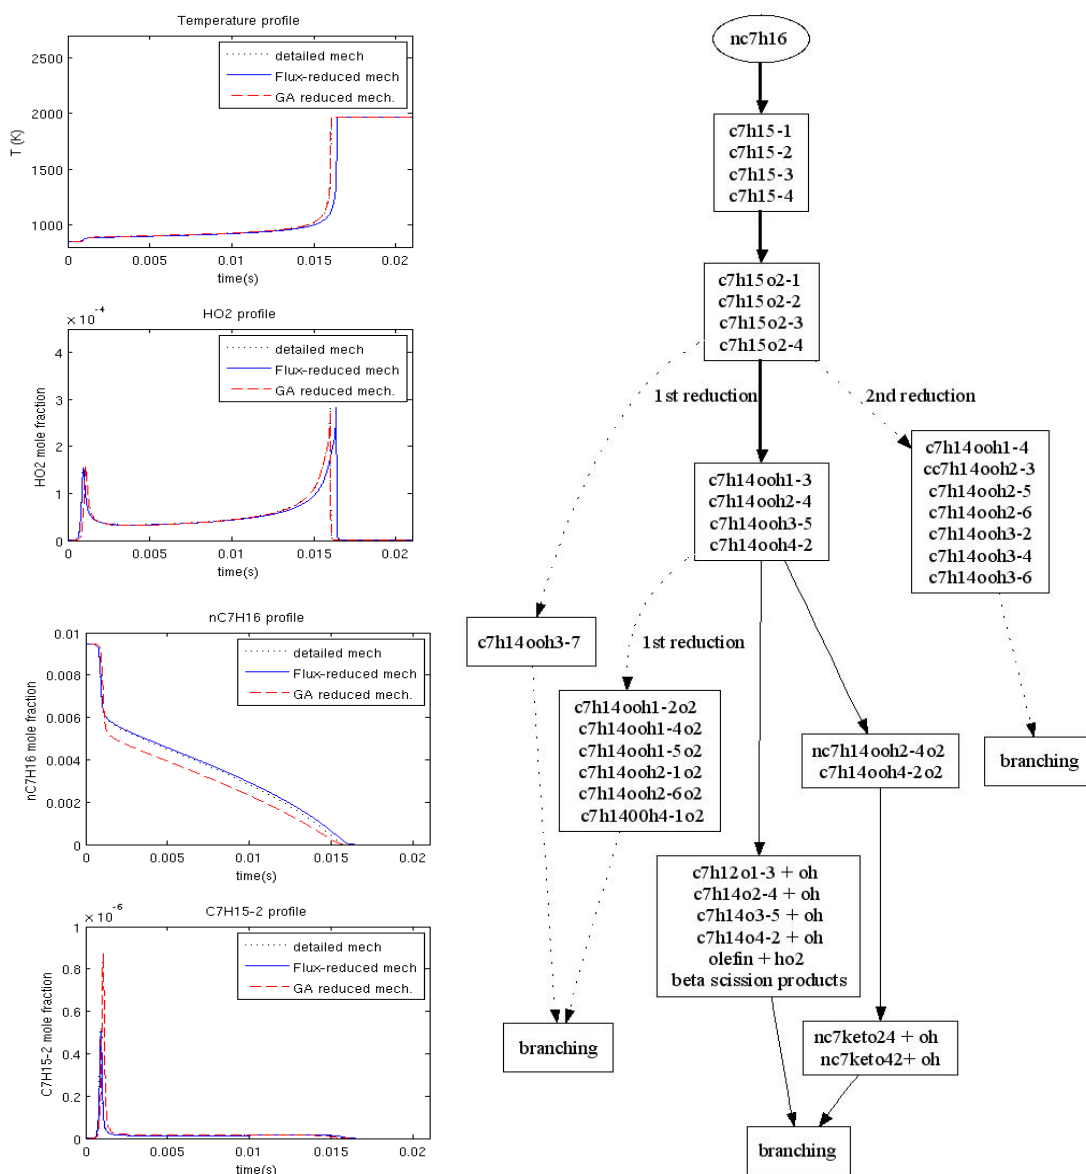 Temperature profile
2500
2000
1500
1000
T (K)
detailed mech
Flux-reduced mech
GA reduced mech.
0
0.005
0.01
0.015
0.02
time(s)
HO2 profile
× 10⁻⁴
4
3
2
1
0
HO2 mole fraction
detailed mech
Flux-reduced mech
GA reduced mech.
0
0.005
0.01
0.015
0.02
time(s)
nC7H16 profile
0.01
0.008
0.006
0.004
0.002
0
nC7H16 mole fraction
detailed mech
Flux-reduced mech
GA reduced mech.
0
0.005
0.01
0.015
0.02
time(s)
C7H15-2 profile
× 10⁻⁶
1
0.8
0.6
0.4
0.2
0
C7H15-2 mole fraction
detailed mech
Flux-reduced mech
GA reduced mech.
0
0.005
0.01
0.015
0.02
time(s)
nc7h16
c7h15-1
c7h15-2
c7h15-3
c7h15-4
c7h15o2-1
c7h15o2-2
c7h15o2-3
c7h15o2-4
1st reduction
2nd reduction
c7h14ooh1-3
c7h14ooh2-4
c7h14ooh3-5
c7h14ooh4-2
c7h14ooh1-4
cc7h14ooh2-3
c7h14ooh2-5
c7h14ooh2-6
c7h14ooh3-2
c7h14ooh3-4
c7h14ooh3-6
c7h14ooh3-7
1st reduction
c7h14ooh1-2o2
c7h14ooh1-4o2
c7h14ooh1-5o2
c7h14ooh2-1o2
c7h14ooh2-6o2
c7h1400h4-1o2
nc7h14ooh2-4o2
c7h14ooh4-2o2
branching
c7h12o1-3 + oh
c7h14o2-4 + oh
c7h14o3-5 + oh
c7h14o4-2 + oh
olefin + ho2
beta scission products
branching
nc7keto24 + oh
nc7keto42+ oh
branching